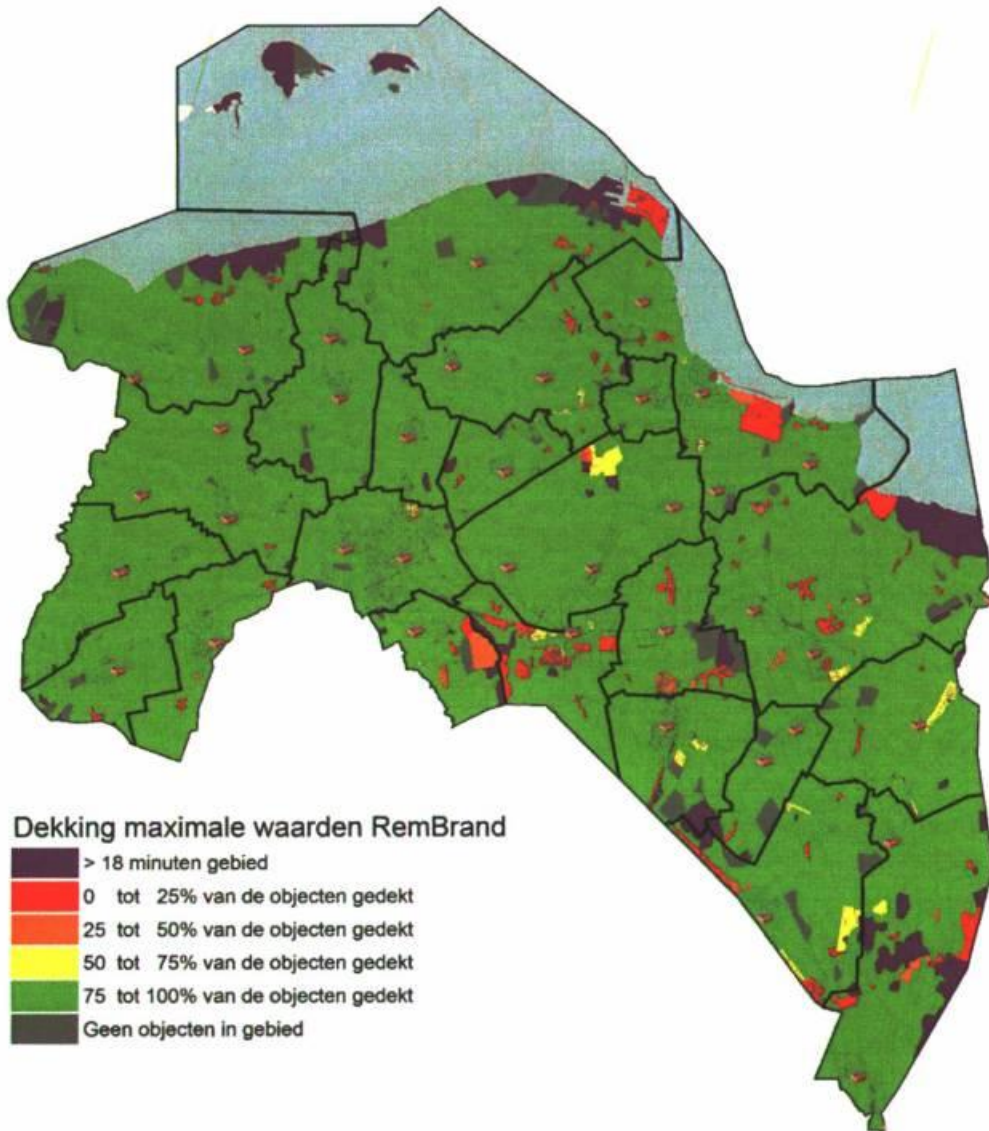 Dekking maximale waarden RemBrand
> 18 minuten gebied
0 tot 25% van de objecten gedekt
25 tot 50% van de objecten gedekt
50 tot 75% van de objecten gedekt
75 tot 100% van de objecten gedekt
Geen objecten in gebied